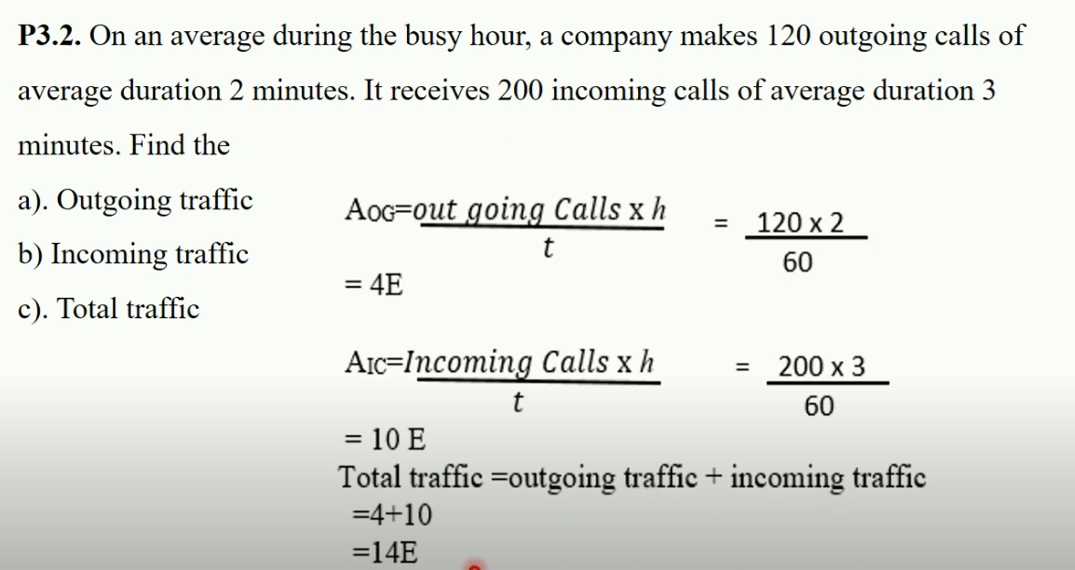 P3.2. On an average during the busy hour, a company makes 120 outgoing calls of
average duration 2 minutes. It receives 200 incoming calls of average duration 3
minutes. Find the
a). Outgoing traffic
b) Incoming traffic
c). Total traffic
AOG=out going Calls x h
t
= 120 x 2
60
= 4E
AIC=Incoming Calls x h
t
= 200 x 3
60
= 10 E
Total traffic =outgoing traffic + incoming traffic
=4+10
=14E